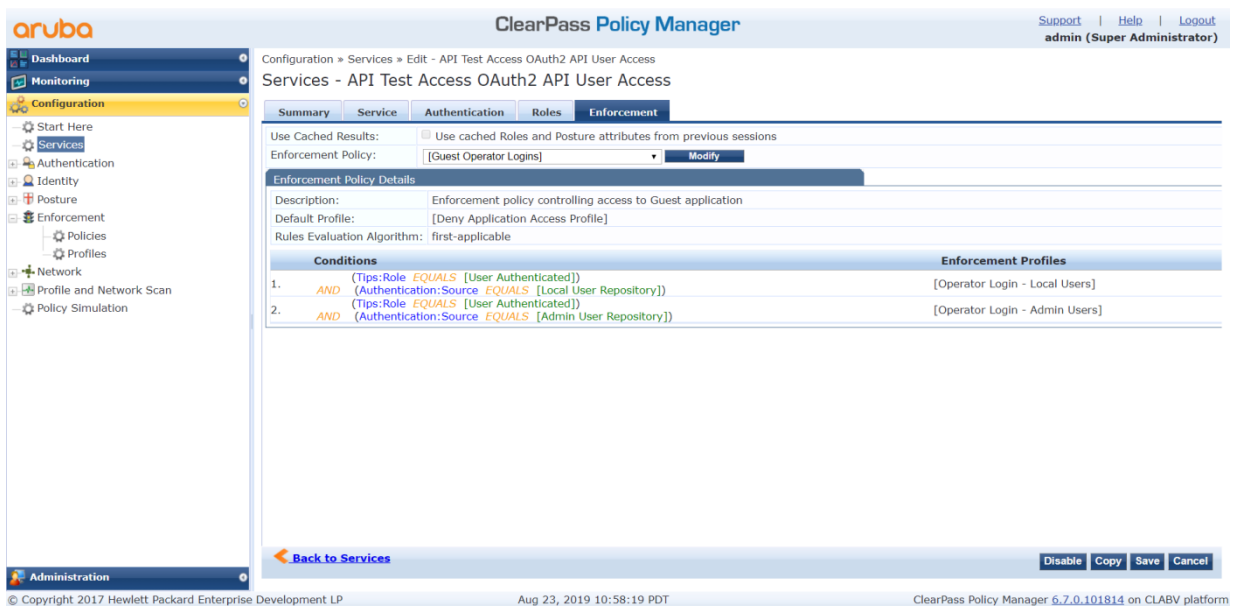 aruba
ClearPass Policy Manager
Support | Help | Logout
admin (Super Administrator)
Dashboard
Monitoring
Configuration
Start Here
Services
Authentication
Identity
Posture
Enforcement
Policies
Profiles
Network
Profile and Network Scan
Policy Simulation
Administration
Configuration » Services » Edit - API Test Access OAuth2 API User Access
Services - API Test Access OAuth2 API User Access
Summary Service Authentication Roles Enforcement
Use Cached Results: Use cached Roles and Posture attributes from previous sessions
Enforcement Policy: [Guest Operator Logins] Modify
Enforcement Policy Details
Description: Enforcement policy controlling access to Guest application
Default Profile: [Deny Application Access Profile]
Rules Evaluation Algorithm: first-applicable
Conditions Enforcement Profiles
(Tips:Role EQUALS [User Authenticated])
1. AND (Authentication:Source EQUALS [Local User Repository]) [Operator Login - Local Users]
(Tips:Role EQUALS [User Authenticated])
2. AND (Authentication:Source EQUALS [Admin User Repository]) [Operator Login - Admin Users]
Back to Services
Disable Copy Save Cancel
© Copyright 2017 Hewlett Packard Enterprise Development LP Aug 23, 2019 10:58:19 PDT ClearPass Policy Manager 6.7.0.101814 on CLABV platform